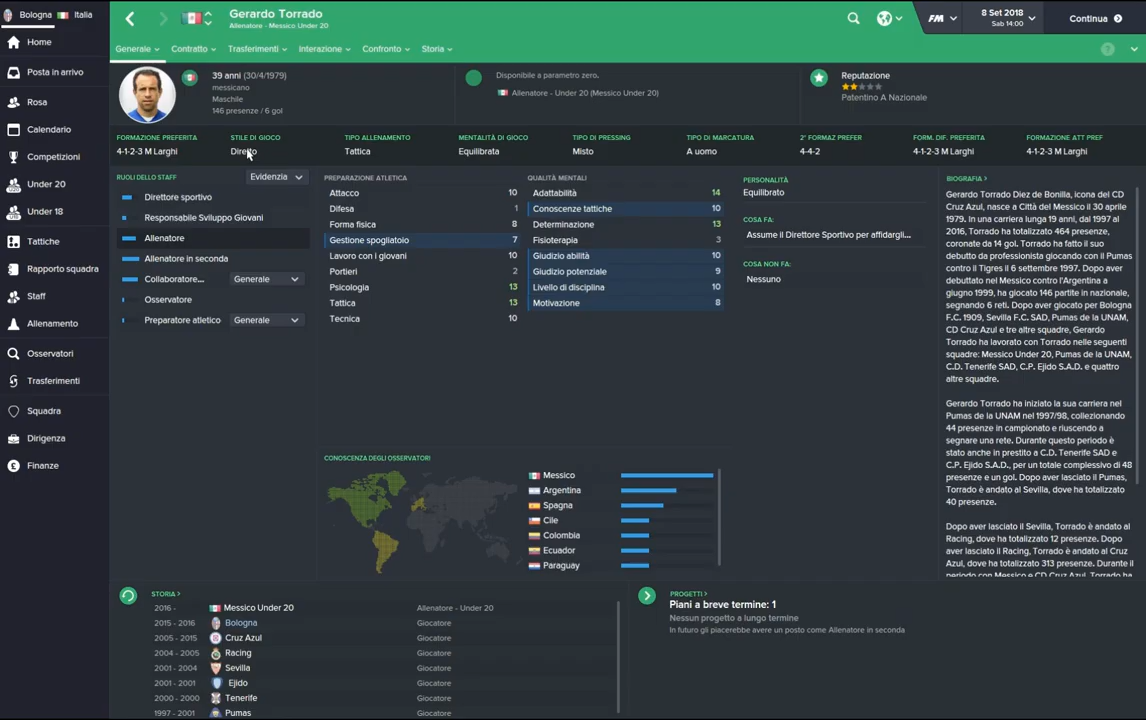 Bologna Italia
Gerardo Torrado
Allenatore - Messico Under 20
FM
8 Set 2018
Sab 14:00
Continua
Home
Posta in arrivo
Rosa
Calendario
Competizioni
Under 20
Under 18
Tattiche
Rapporto squadra
Staff
Allenamento
Osservatori
Trasferimenti
Squadra
Dirigenza
Finanze
Generale Contratto Trasferimenti Interazione Confronto Storia
?
39 anni (30/4/1979)
messicano
Maschile
146 presenze / 6 gol
Disponibile a parametro zero.
Allenatore - Under 20 (Messico Under 20)
Reputazione
Patentino A Nazionale
FORMAZIONE PREFERITA STILE DI GIOCO TIPO ALLENAMENTO MENTALITÀ DI GIOCO TIPO DI PRESSING TIPO DI MARCATURA 2° FORMAZ PREFER FORM. DIF. PREFERITA FORMAZIONE ATT PREF
4-1-2-3 M Larghi Diretto Tattica Equilibrata Misto A uomo 4-4-2 4-1-2-3 M Larghi 4-1-2-3 M Larghi
RUOLI DELLO STAFF Evidenzia
Direttore sportivo
Responsabile Sviluppo Giovani
Allenatore
Allenatore in seconda
Collaboratore... Generale
Osservatore
Preparatore atletico Generale
PREPARAZIONE ATLETICA
Attacco 10
Difesa 1
Forma fisica 8
Gestione spogliatoio 7
Lavoro con i giovani 10
Portieri 2
Psicologia 13
Tattica 13
Tecnica 10
QUALITÀ MENTALI
Adattabilità 14
Conoscenze tattiche 10
Determinazione 13
Fisioterapia 3
Giudizio abilità 10
Giudizio potenziale 9
Livello di disciplina 10
Motivazione 8
PERSONALITÀ
Equilibrato
COSA FA:
Assume il Direttore Sportivo per affidargli...
COSA NON FA:
Nessuno
BIOGRAFIA >
Gerardo Torrado Díez de Bonilla, icona del CD
Cruz Azul, nasce a Città del Messico il 30 aprile
1979. In una carriera lunga 19 anni, dal 1997 al
2016, Torrado ha totalizzato 464 presenze,
coronate da 14 gol. Torrado ha fatto il suo
debutto da professionista giocando con il Pumas
contro il Tigres il 6 settembre 1997. Dopo aver
debuttato nel Messico contro l'Argentina a
giugno 1999, ha giocato 146 partite in nazionale,
segnando 6 reti. Dopo aver giocato per Bologna
F.C. 1909, Sevilla F.C. SAD, Pumas de la UNAM,
CD Cruz Azul e tre altre squadre, Gerardo
Torrado ha lavorato con Torrado nelle seguenti
squadre: Messico Under 20, Pumas de la UNAM,
C.D. Tenerife SAD, C.P. Ejido S.A.D., e quattro
altre squadre.
Gerardo Torrado ha iniziato la sua carriera nel
Pumas de la UNAM nel 1997/98, collezionando
44 presenze in campionato e riuscendo a
segnare una rete. Durante questo periodo è
stato anche in prestito a C.D. Tenerife SAD e
C.P. Ejido S.A.D., per un totale complessivo di 48
presenze e un gol. Dopo aver lasciato il Pumas,
Torrado è andato al Sevilla, dove ha totalizzato
40 presenze.
Dopo aver lasciato il Sevilla, Torrado è andato al
Racing, dove ha totalizzato 12 presenze. Dopo
aver lasciato il Racing, Torrado è andato al Cruz
Azul, dove ha totalizzato 313 presenze. Durante il
periodo con Messico e CD Cruz Azul, Torrado ha
CONOSCENZA DEGLI OSSERVATORI
Messico
Argentina
Spagna
Cile
Colombia
Ecuador
Paraguay
STORIA >
2016 - Messico Under 20 Allenatore - Under 20
2015 - 2016 Bologna Giocatore
2005 - 2015 Cruz Azul Giocatore
2004 - 2005 Racing Giocatore
2001 - 2004 Sevilla Giocatore
2001 - 2001 Ejido Giocatore
2000 - 2000 Tenerife Giocatore
1997 - 2001 Pumas Giocatore
PROGETTI >
Piani a breve termine: 1
Nessun progetto a lungo termine
In futuro gli piacerebbe avere un posto come Allenatore in seconda